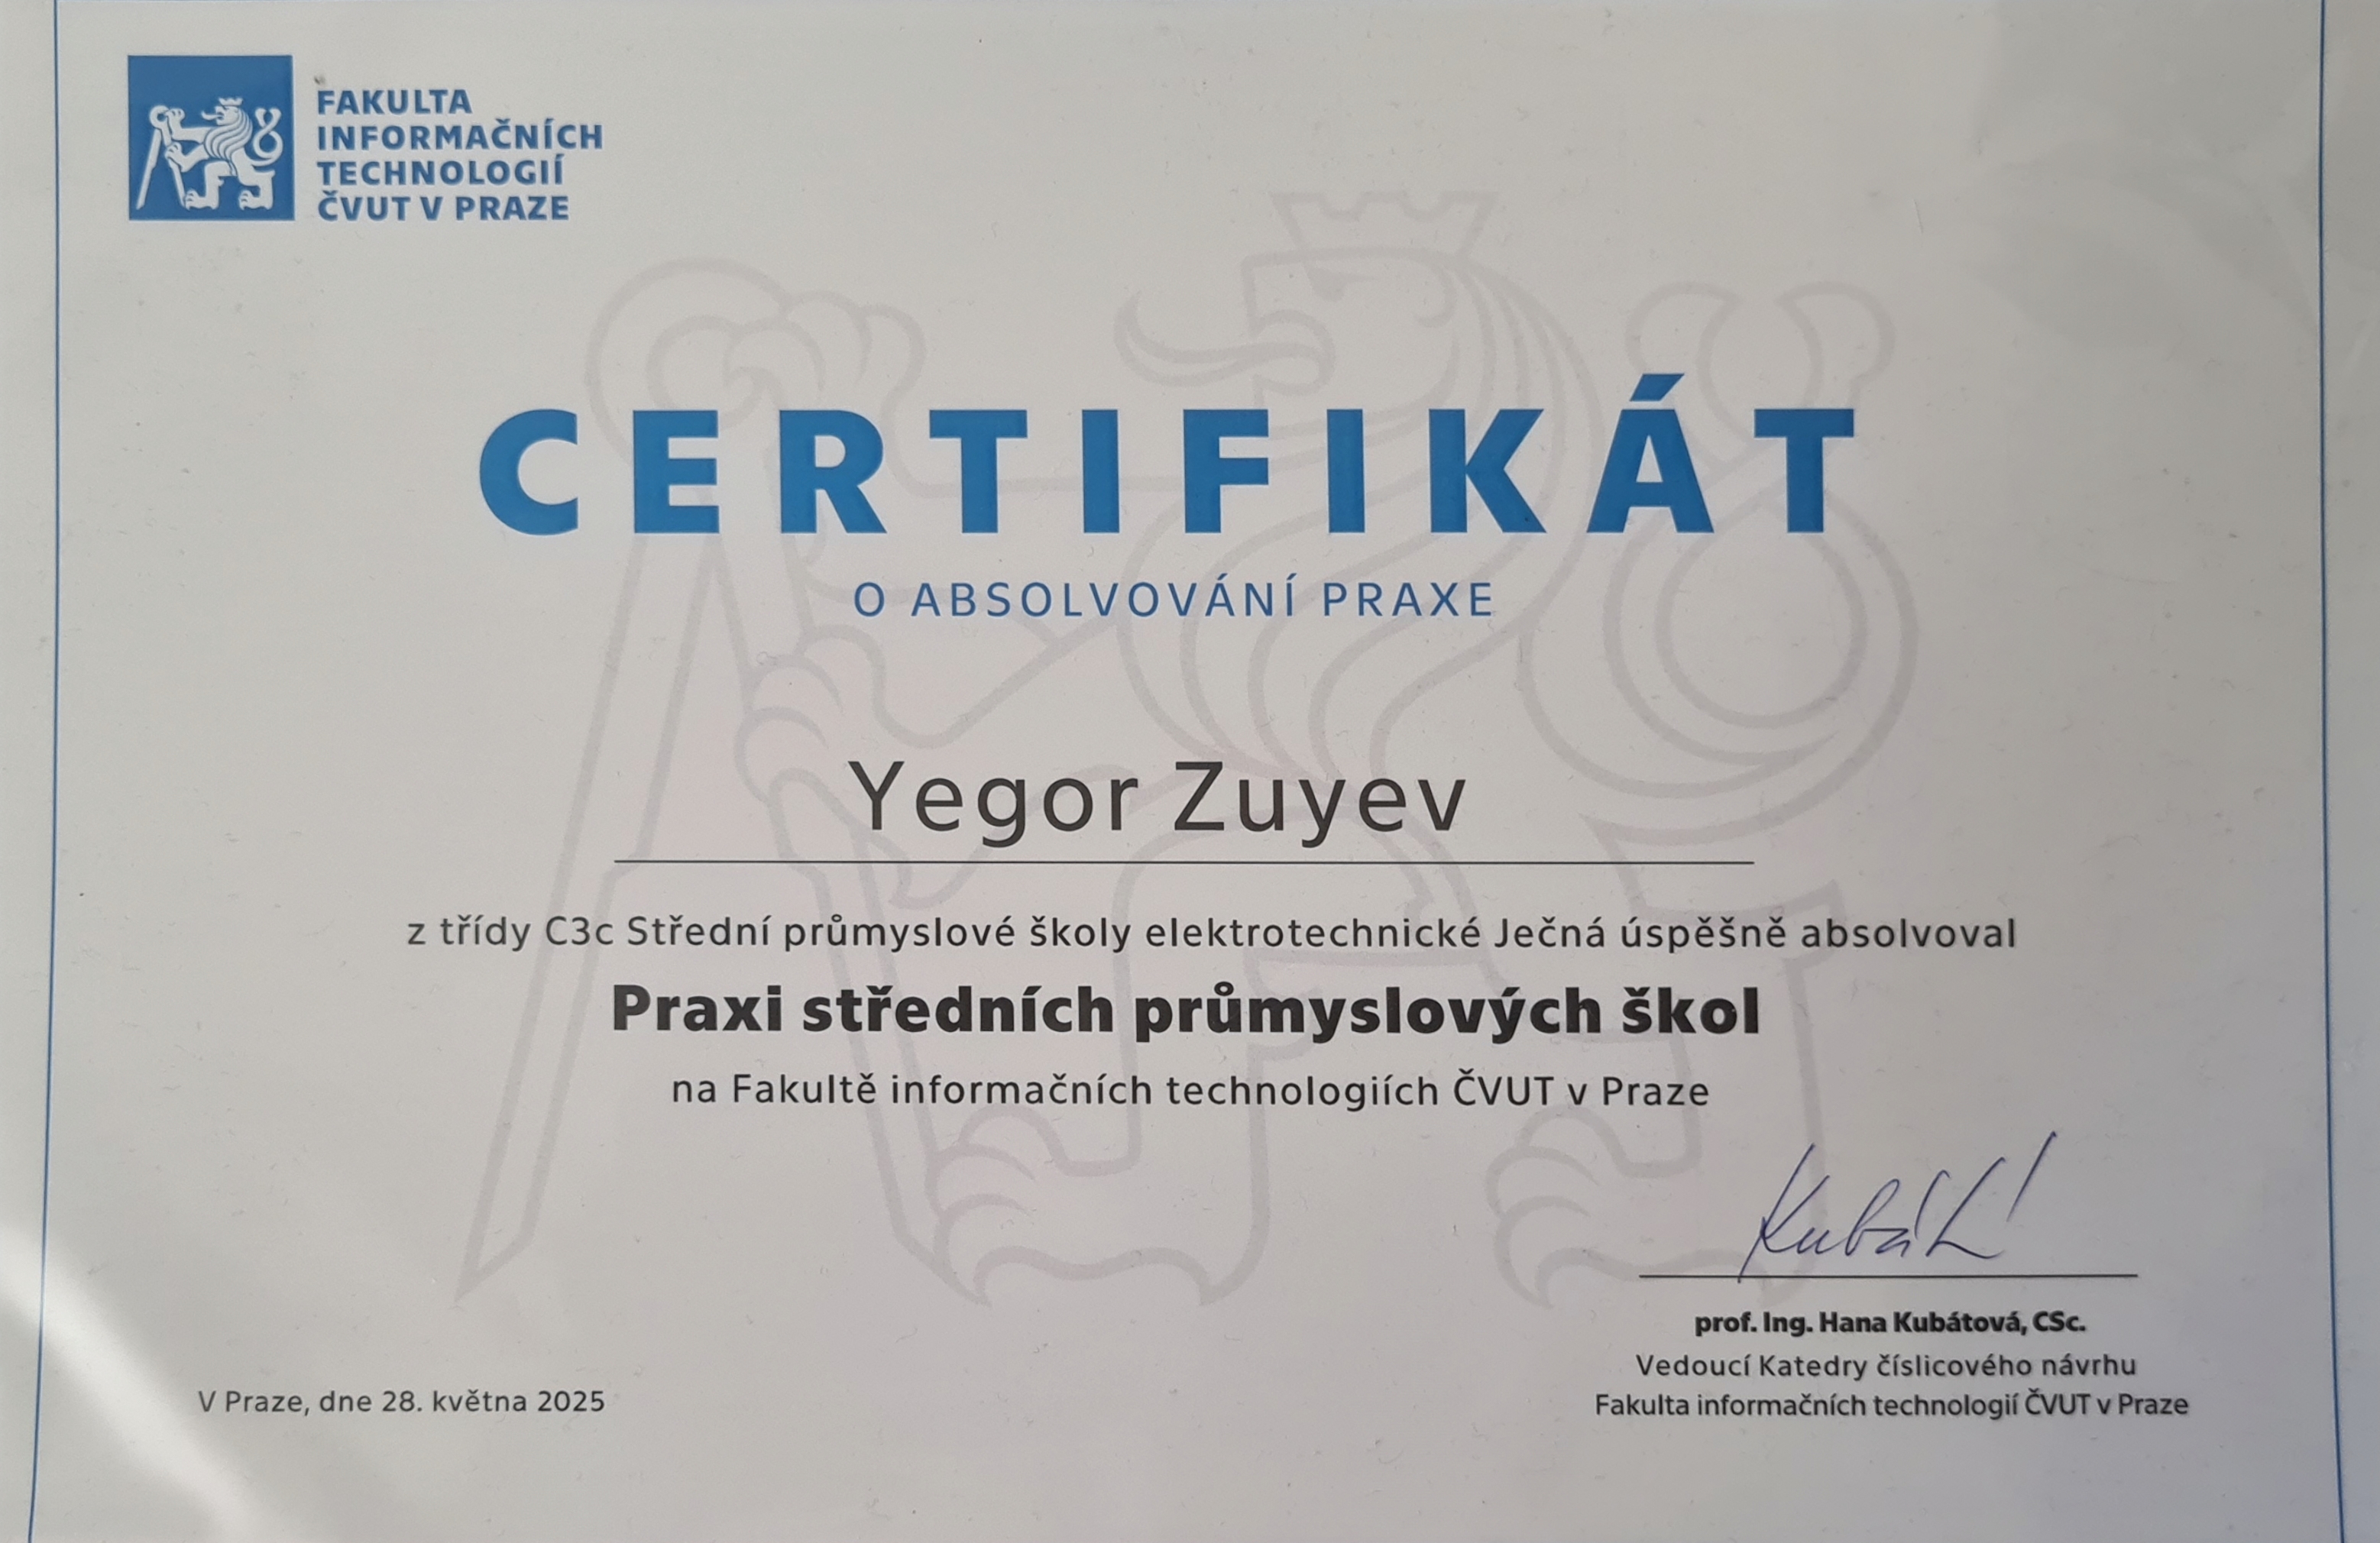 FAKULTA
INFORMAČNÍCH
TECHNOLOGIÍ
ČVUT V PRAZE
CERTIFIKÁT
O ABSOLVOVÁNÍ PRAXE
Yegor Zuyev
z třídy C3c Střední průmyslové školy elektrotechnické Ječná úspěšně absolvoval
Praxi středních průmyslových škol
na Fakultě informačních technologiích ČVUT v Praze
Kubát
prof. Ing. Hana Kubátová, CSc.
Vedoucí Katedry číslicového návrhu
Fakulta informačních technologií ČVUT v Praze
V Praze, dne 28. května 2025